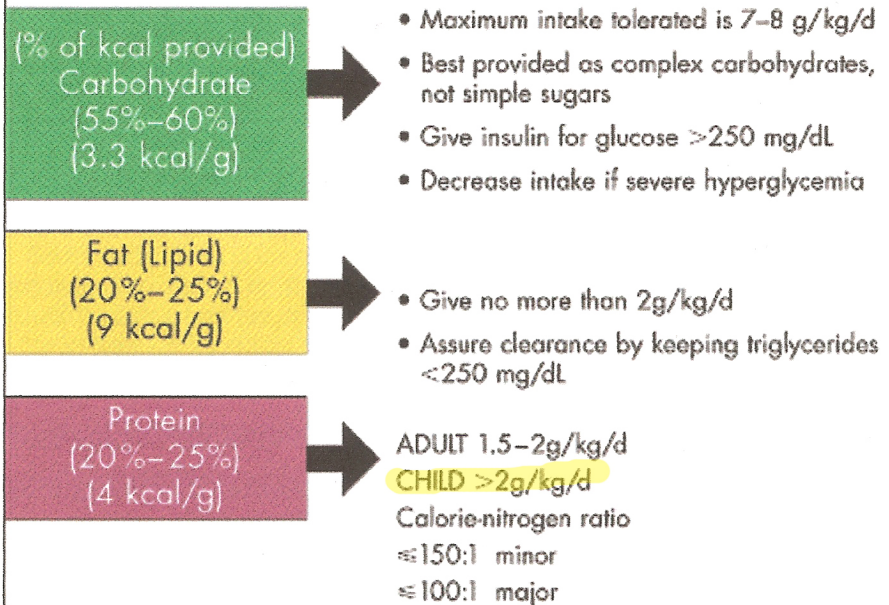 (% of kcal provided)
Carbohydrate
(55%–60%)
(3.3 kcal/g)
• Maximum intake tolerated is 7–8 g/kg/d
• Best provided as complex carbohydrates,
not simple sugars
• Give insulin for glucose >250 mg/dL
• Decrease intake if severe hyperglycemia
Fat (Lipid)
(20%–25%)
(9 kcal/g)
• Give no more than 2g/kg/d
• Assure clearance by keeping triglycerides
<250 mg/dL
Protein
(20%–25%)
(4 kcal/g)
ADULT 1.5–2g/kg/d
CHILD >2g/kg/d
Calorie-nitrogen ratio
≤150:1 minor
≤100:1 major